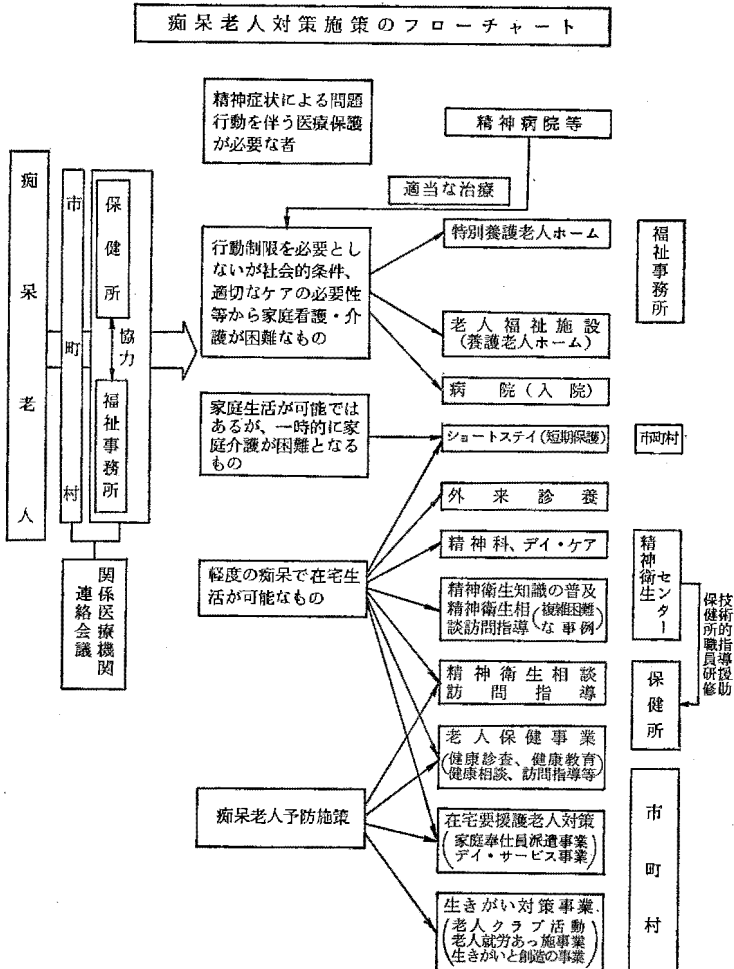 痴呆老人対策施策のフローチャート
精神症状による問題
行動を伴う医療保護
が必要な者
精神病院等
適当な治療
痴呆老人
市町村
保健所
協力
福祉事務所
関係医療機関
連絡会議
行動制限を必要とし
ないが社会的条件、
適切なケアの必要性
等から家庭看護・介
護が困難なもの
特別養護老人ホーム
老人福祉施設
(養護老人ホーム)
病院(入院)
福祉事務所
家庭生活が可能では
あるが、一時的に家
庭介護が困難となる
もの
ショートステイ(短期保護)
市町村
外来診養
軽度の痴呆で在宅生
活が可能なもの
精神科、デイ・ケア
精神衛生知識の普及
精神衛生相(複雑困難
談訪問指導 な事例)
精神衛生
センター
技術的指導援助
保健所職員研修
精神衛生相談
訪問指導
保健所
老人保健事業
(健康診査、健康教育
健康相談、訪問指導等)
痴呆老人予防施策
在宅要援護老人対策
(家庭奉仕員派遣事業
デイ・サービス事業)
生きがい対策事業
(老人クラブ活動
老人就労あっ施事業
生きがいと創造の事業)
市町村